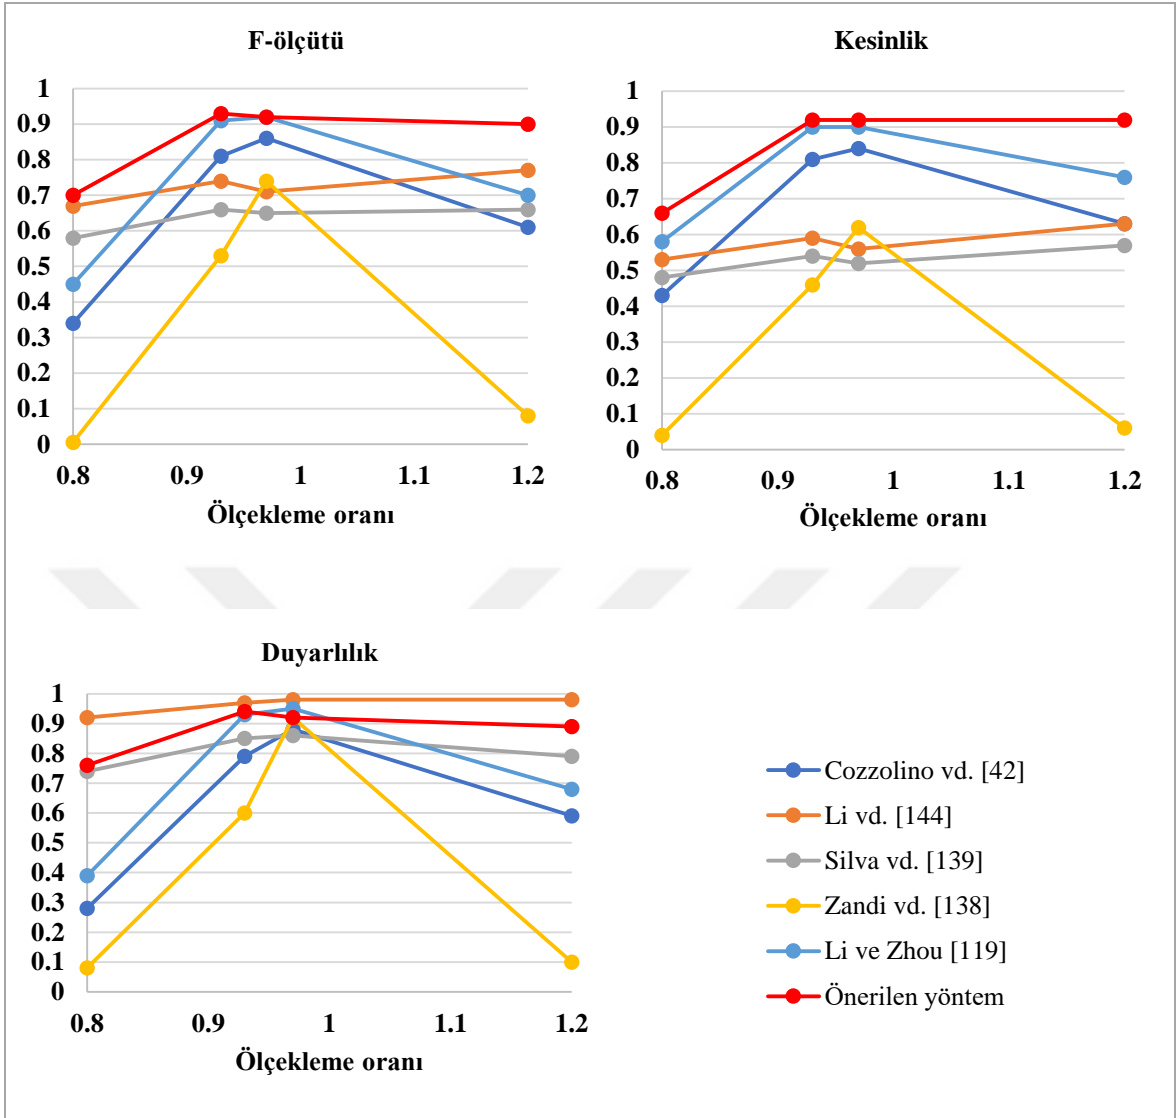 F-ölçütü
1
0.9
0.8
0.7
0.6
0.5
0.4
0.3
0.2
0.1
0
0.8 0.9 1 1.1 1.2
Ölçekleme oranı
Kesinlik
1
0.9
0.8
0.7
0.6
0.5
0.4
0.3
0.2
0.1
0
0.8 0.9 1 1.1 1.2
Ölçekleme oranı
Duyarlılık
1
0.9
0.8
0.7
0.6
0.5
0.4
0.3
0.2
0.1
0
0.8 0.9 1 1.1 1.2
Ölçekleme oranı
Cozzolino vd. [42]
Li vd. [144]
Silva vd. [139]
Zandi vd. [138]
Li ve Zhou [119]
Önerilen yöntem